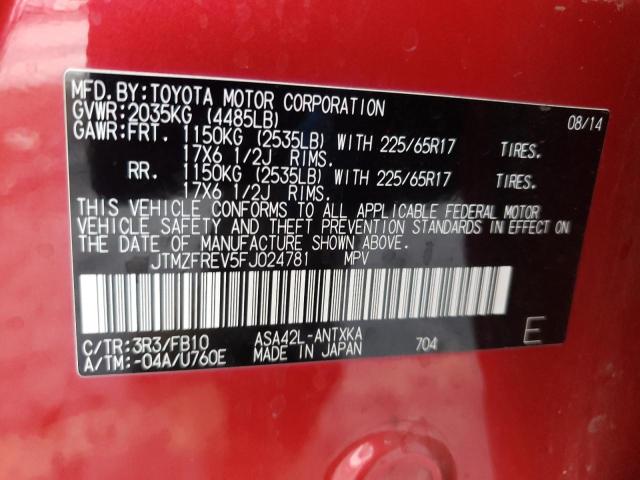 MFD.BY:TOYOTA MOTOR CORPORATION 08/14
GVWR:2035KG (4485LB)
GAWR:FRT. 1150KG (2535LB) WITH 225/65R17 TIRES.
17X6 1/2J RIMS.
RR. 1150KG (2535LB) WITH 225/65R17 TIRES.
17X6 1/2J RIMS.
THIS VEHICLE CONFORMS TO ALL APPLICABLE FEDERAL MOTOR
VEHICLE SAFETY AND THEFT PREVENTION STANDARDS IN EFFECT ON
THE DATE OF MANUFACTURE SHOWN ABOVE.
JTMZFREV5FJ024781 MPV
C/TR:3R3/FB10 ASA42L-ANTXKA 704 E
A/TM:-04A/U760E MADE IN JAPAN